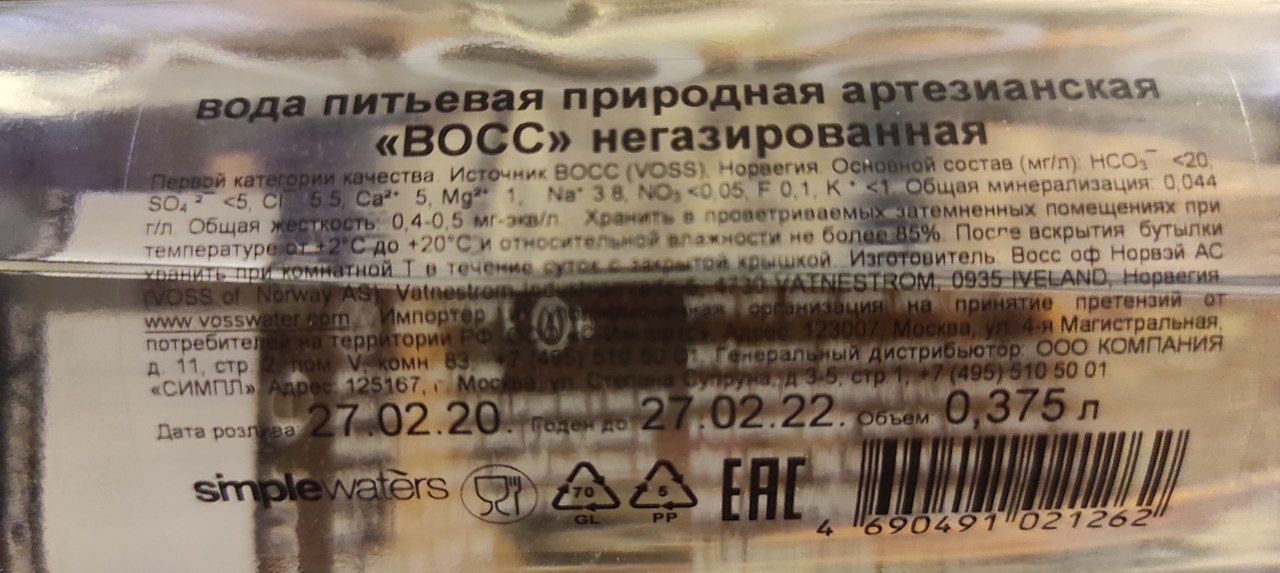 вода питьевая природная артезианская
«ВОСС» негазированная
Первой категории качества. Источник ВОСС (VOSS). Норвегия. Основной состав (мг/л): HCO₃⁻ <20,
SO₄²⁻ <5, Cl⁻ 5.5, Ca²⁺ 5, Mg²⁺ 1, Na⁺ 3.8, NO₃ <0,05, F 0,1, K⁺ <1. Общая минерализация: 0,044
г/л. Общая жесткость: 0,4-0,5 мг-экв/л. Хранить в проветриваемых затемненных помещениях при
температуре от +2°C до +20°C и относительной влажности не более 85%. После вскрытия бутылки
хранить при комнатной Т в течение суток с закрытой крышкой. Изготовитель: Восс оф Норвэй АС
(VOSS of Norway AS), Vatnestrom 4730 VATNESTROM, 0935 IVELAND, Норвегия.
www.vosswater.com. Импортер организация на принятие претензий от
потребителей на территории РФ Адрес: 123007, Москва, ул. 4-я Магистральная,
д. 11, стр. 2, пом. V, комн. 83, +7 (495) 510 50 01. Генеральный дистрибьютор: ООО КОМПАНИЯ
«СИМПЛ». Адрес: 125167, г. Москва, ул. Степана Супруна, д 3-5, стр.1, +7 (495) 510 50 01
Дата розлива: 27.02.20. Годен до: 27.02.22. Объем: 0,375 л
simplewaters
70
GL
5
PP
EAC
4 690491 021262